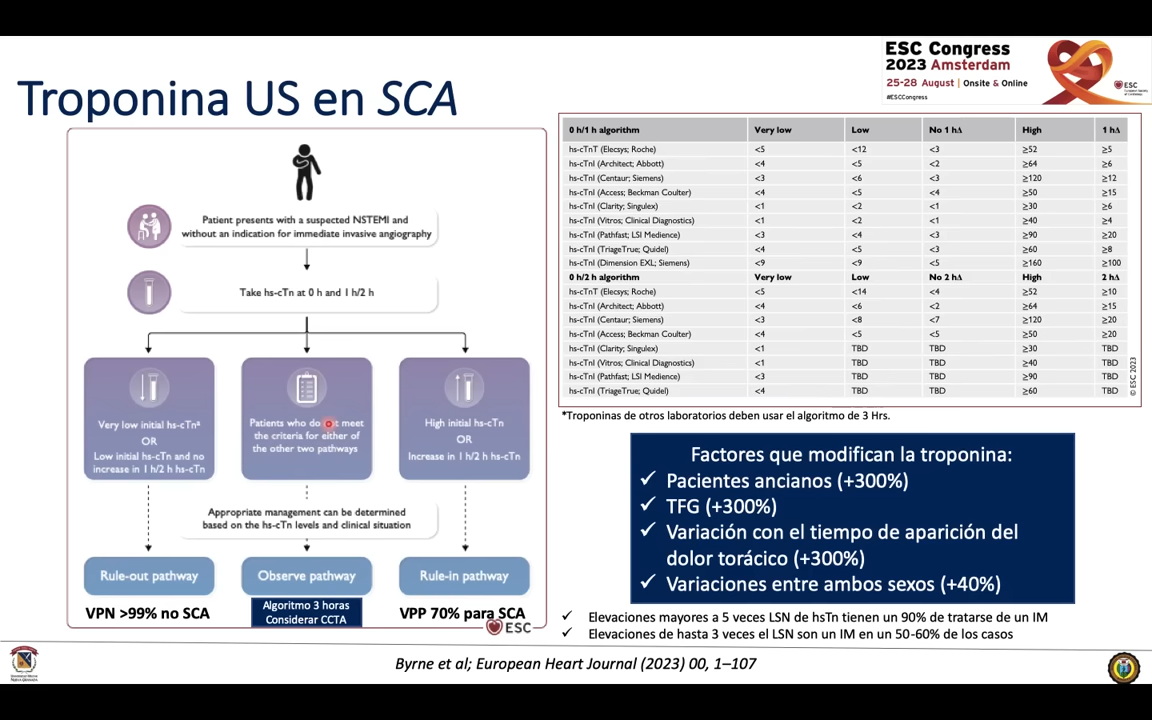 ESC Congress
2023 Amsterdam
25-28 August | Onsite & Online
#ESCCongress
ESC
Troponina US en SCA
Patient presents with a suspected NSTEMI and
without an indication for immediate invasive angiography
Take hs-cTn at 0 h and 1 h/2 h
Very low initial hs-cTnª
OR
Low initial hs-cTn and no
increase in 1 h/2 h hs-cTn
Patients who do not meet
the criteria for either of
the other two pathways
High initial hs-cTn
OR
Increase in 1 h/2 h hs-cTn
Appropriate management can be determined
based on the hs-cTn levels and clinical situation
Rule-out pathway
Observe pathway
Rule-in pathway
VPN >99% no SCA
Algoritmo 3 horas
Considerar CCTA
VPP 70% para SCA
ESC
0 h/1 h algorithm Very low Low No 1 hΔ High 1 hΔ
hs-cTnT (Elecsys; Roche) <5 <12 <3 ≥52 ≥5
hs-cTnI (Architect; Abbott) <4 <5 <2 ≥64 ≥6
hs-cTnI (Centaur; Siemens) <3 <6 <3 ≥120 ≥12
hs-cTnI (Access; Beckman Coulter) <4 <5 <4 ≥50 ≥15
hs-cTnI (Clarity; Singulex) <1 <2 <1 ≥30 ≥6
hs-cTnI (Vitros; Clinical Diagnostics) <1 <2 <1 ≥40 ≥4
hs-cTnI (Pathfast; LSI Medience) <3 <4 <3 ≥90 ≥20
hs-cTnI (TriageTrue; Quidel) <4 <5 <3 ≥60 ≥8
hs-cTnI (Dimension EXL; Siemens) <9 <9 <5 ≥160 ≥100
0 h/2 h algorithm Very low Low No 2 hΔ High 2 hΔ
hs-cTnT (Elecsys; Roche) <5 <14 <4 ≥52 ≥10
hs-cTnI (Architect; Abbott) <4 <6 <2 ≥64 ≥15
hs-cTnI (Centaur; Siemens) <3 <8 <7 ≥120 ≥20
hs-cTnI (Access; Beckman Coulter) <4 <5 <5 ≥50 ≥20
hs-cTnI (Clarity; Singulex) <1 TBD TBD ≥30 TBD
hs-cTnI (Vitros; Clinical Diagnostics) <1 TBD TBD ≥40 TBD
hs-cTnI (Pathfast; LSI Medience) <3 TBD TBD ≥90 TBD
hs-cTnI (TriageTrue; Quidel) <4 TBD TBD ≥60 TBD
© ESC 2023
*Troponinas de otros laboratorios deben usar el algoritmo de 3 Hrs.
Factores que modifican la troponina:
✓ Pacientes ancianos (+300%)
✓ TFG (+300%)
✓ Variación con el tiempo de aparición del
dolor torácico (+300%)
✓ Variaciones entre ambos sexos (+40%)
✓ Elevaciones mayores a 5 veces LSN de hsTn tienen un 90% de tratarse de un IM
✓ Elevaciones de hasta 3 veces el LSN son un IM en un 50-60% de los casos
Byrne et al; European Heart Journal (2023) 00, 1–107